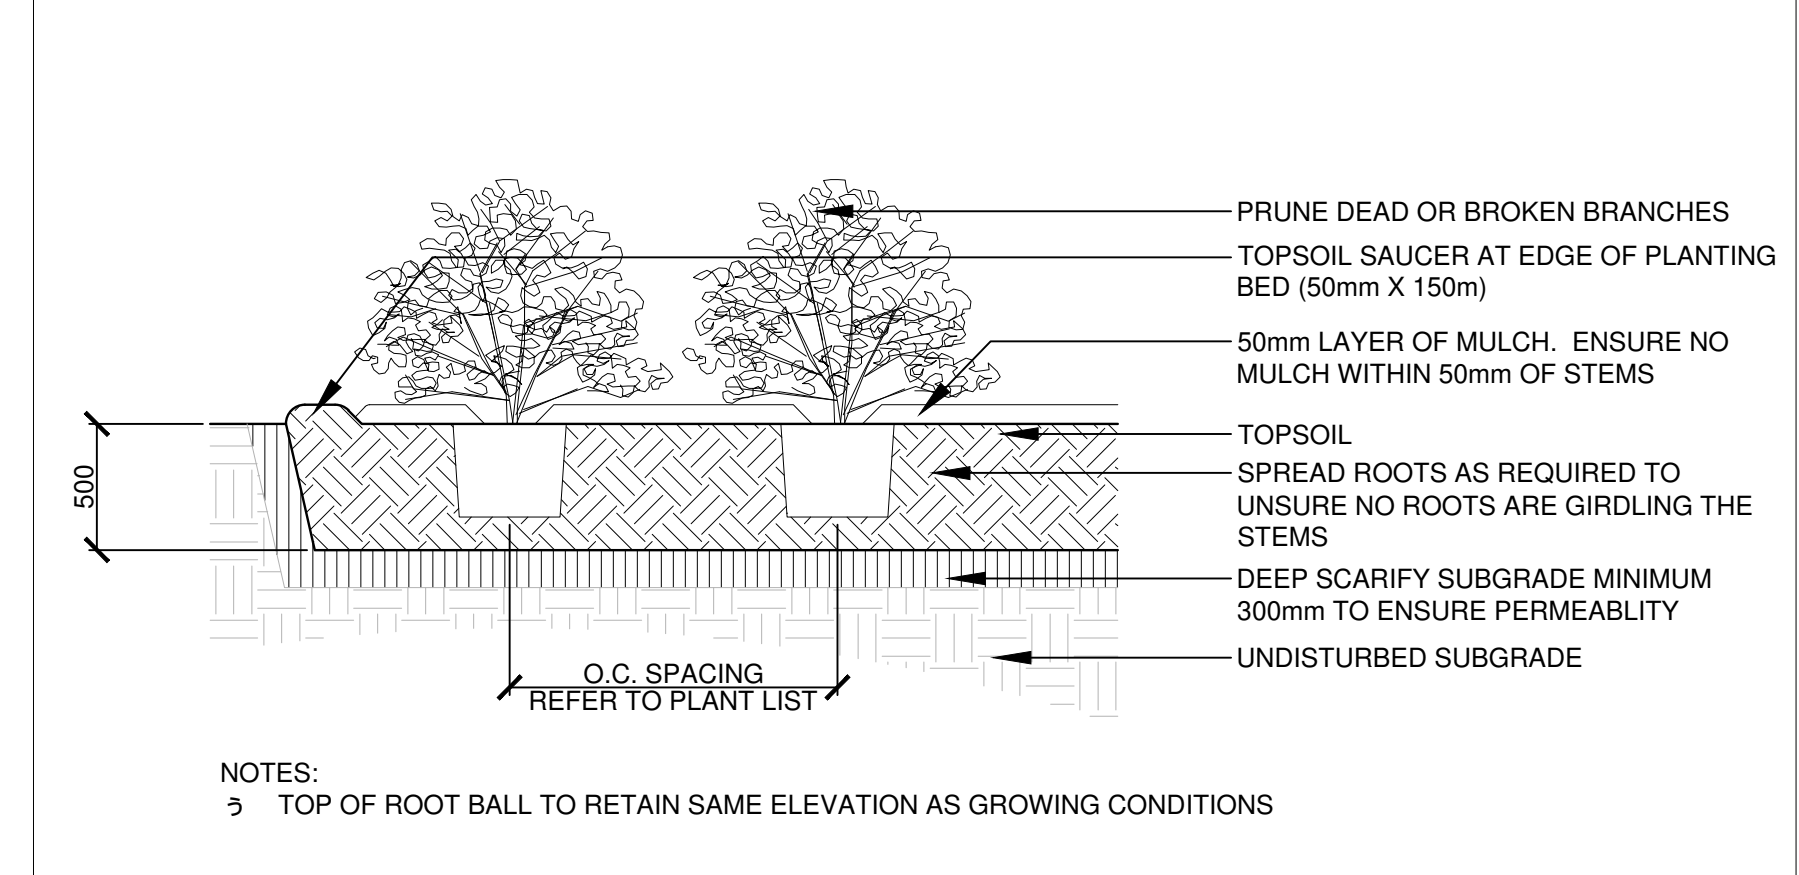 PRUNE DEAD OR BROKEN BRANCHES
TOPSOIL SAUCER AT EDGE OF PLANTING
BED (50mm X 150m)
50mm LAYER OF MULCH.  ENSURE NO
MULCH WITHIN 50mm OF STEMS
TOPSOIL
SPREAD ROOTS AS REQUIRED TO
UNSURE NO ROOTS ARE GIRDLING THE
STEMS
DEEP SCARIFY SUBGRADE MINIMUM
300mm TO ENSURE PERMEABLITY
UNDISTURBED SUBGRADE
500
O.C. SPACING
REFER TO PLANT LIST
NOTES:
う TOP OF ROOT BALL TO RETAIN SAME ELEVATION AS GROWING CONDITIONS